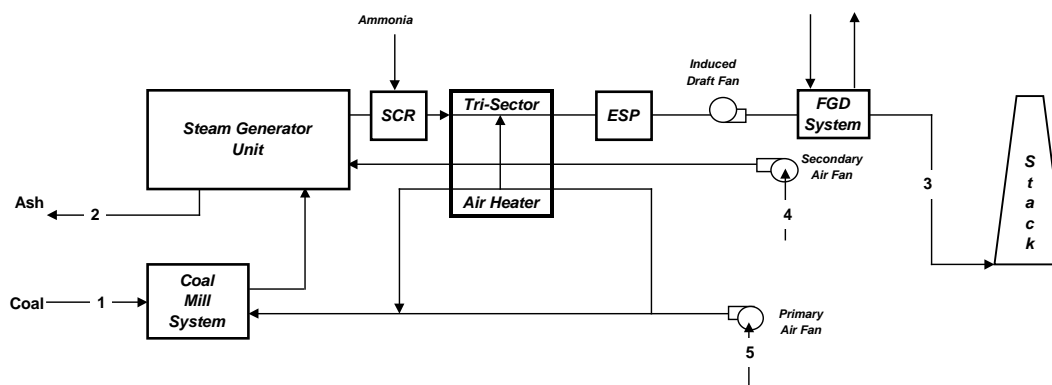 Ammonia
Induced
Draft Fan
Steam Generator
Unit
SCR
Tri-Sector
Air Heater
ESP
FGD
System
Secondary
Air Fan
3
4
S
t
a
c
k
Ash
2
Coal
1
Coal
Mill
System
Primary
Air Fan
5